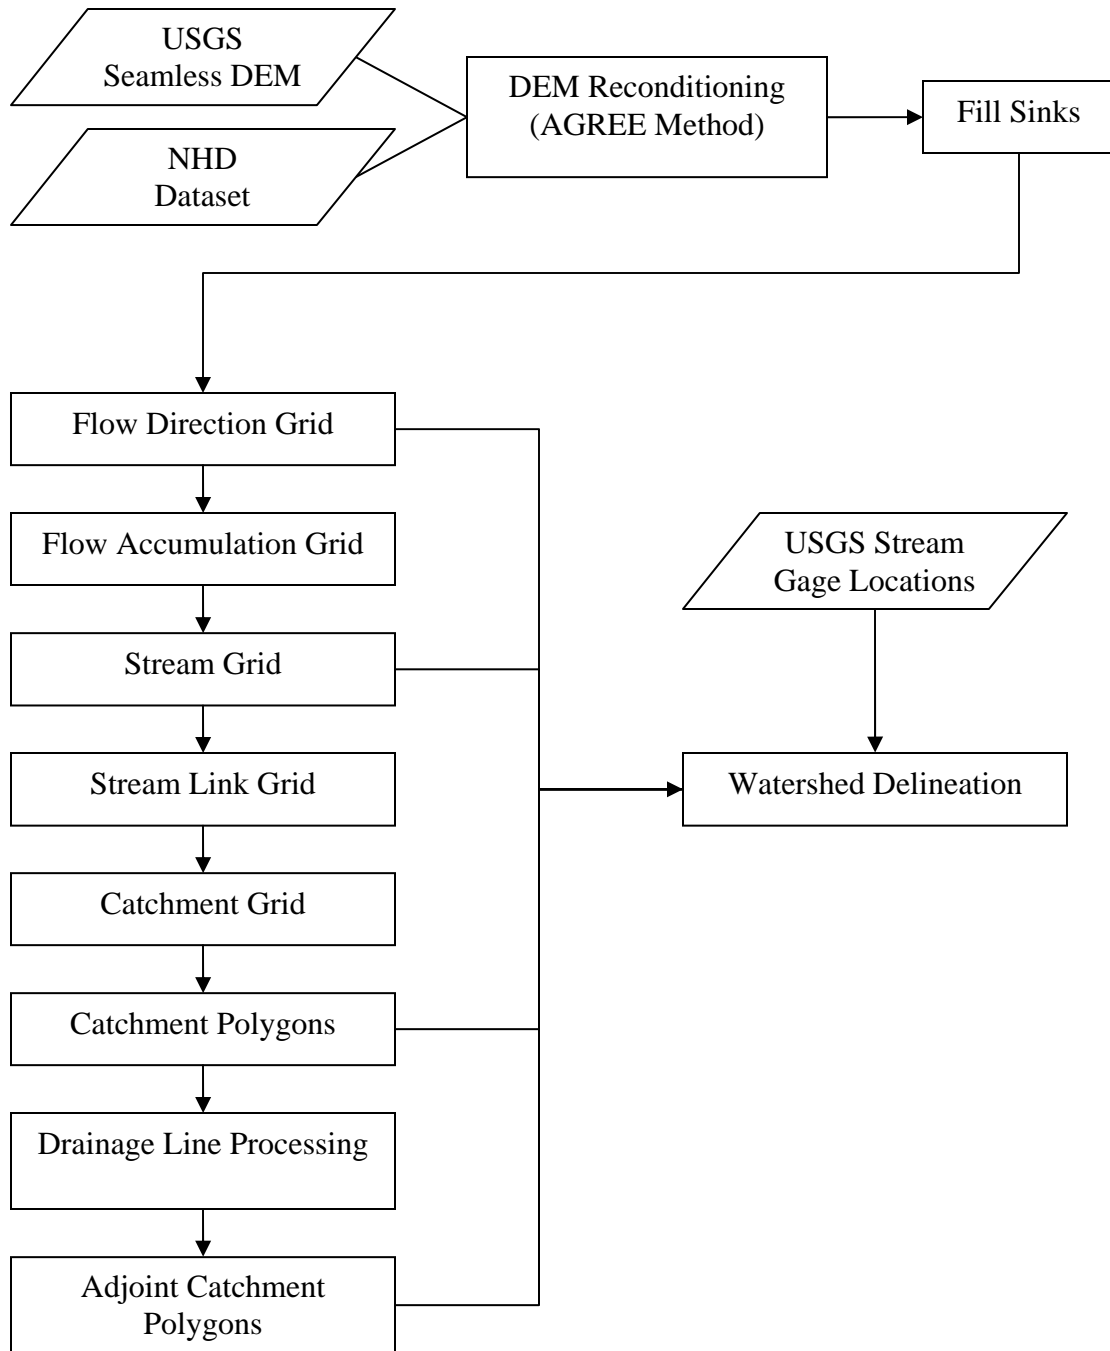 USGS
Seamless DEM
DEM Reconditioning
(AGREE Method)
Fill Sinks
NHD
Dataset
Flow Direction Grid
Flow Accumulation Grid
USGS Stream
Gage Locations
Stream Grid
Stream Link Grid
Watershed Delineation
Catchment Grid
Catchment Polygons
Drainage Line Processing
Adjoint Catchment
Polygons